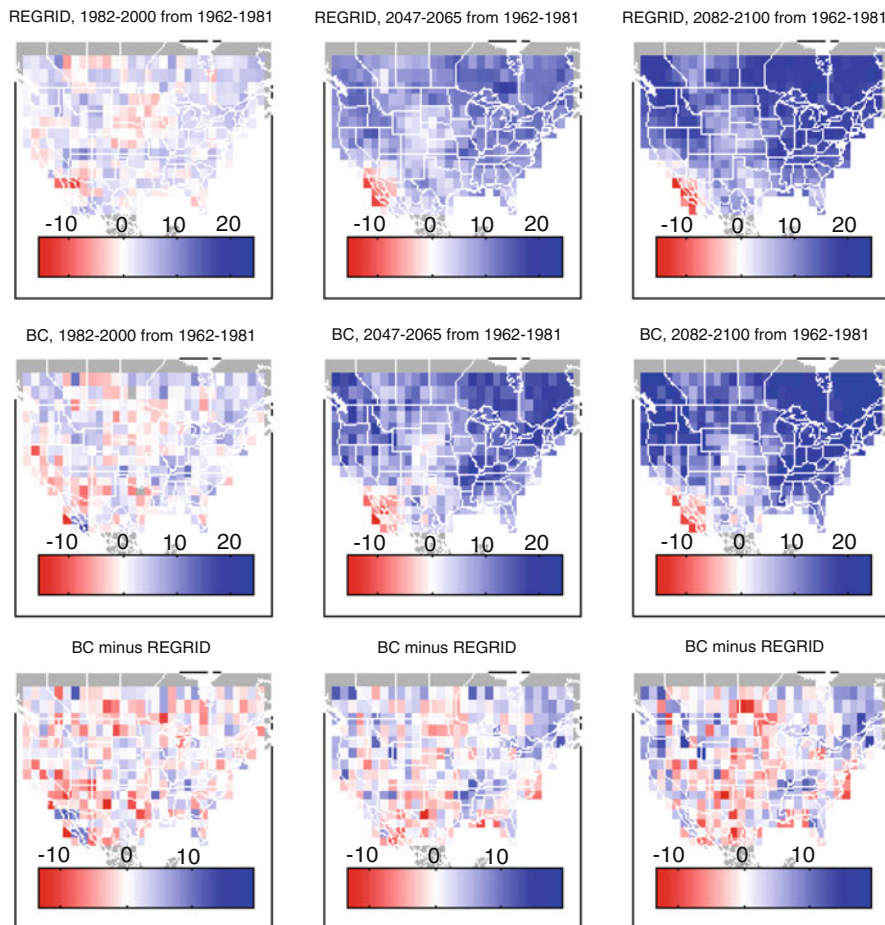 REGRID, 1982-2000 from 1962-1981
REGRID, 2047-2065 from 1962-1981
REGRID, 2082-2100 from 1962-1981
-10 0 10 20
-10 0 10 20
-10 0 10 20
BC, 1982-2000 from 1962-1981
BC, 2047-2065 from 1962-1981
BC, 2082-2100 from 1962-1981
-10 0 10 20
-10 0 10 20
-10 0 10 20
BC minus REGRID
BC minus REGRID
BC minus REGRID
-10 0 10
-10 0 10
-10 0 10